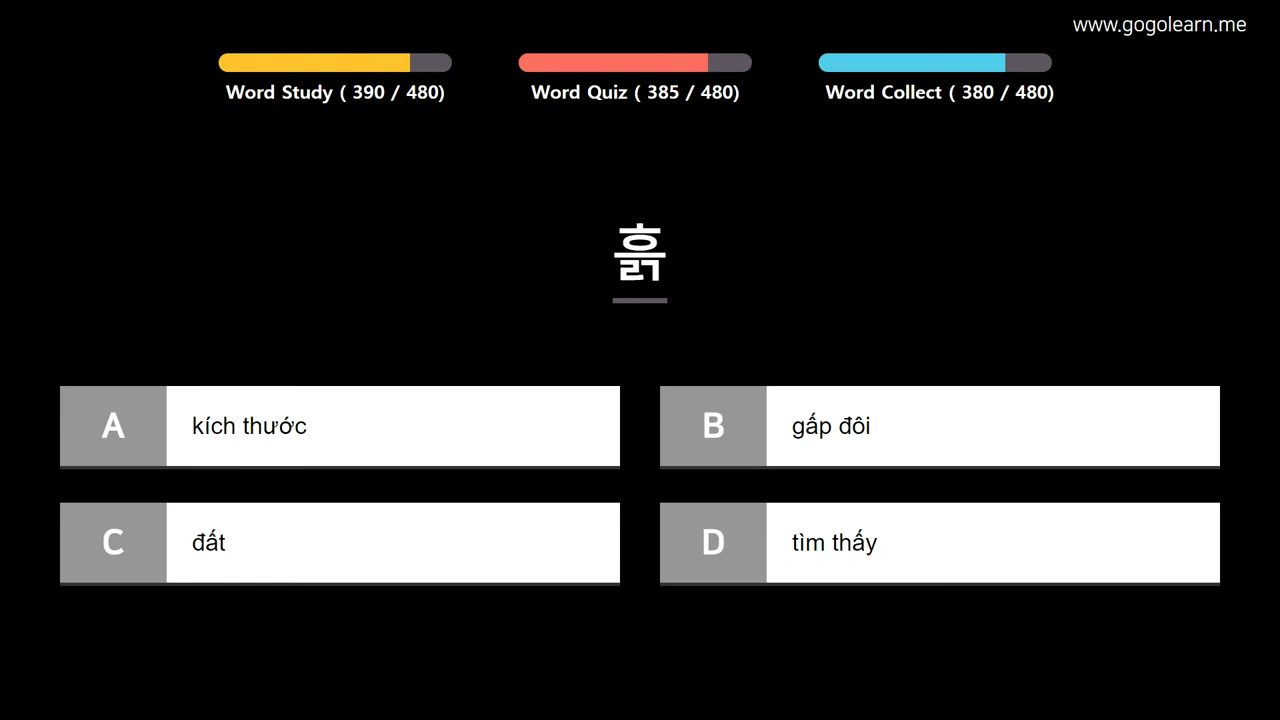 www.gogolearn.me
Word Study ( 390 / 480)
Word Quiz ( 385 / 480)
Word Collect ( 380 / 480)
흙
A
kích thước
B
gấp đôi
C
đất
D
tìm thấy